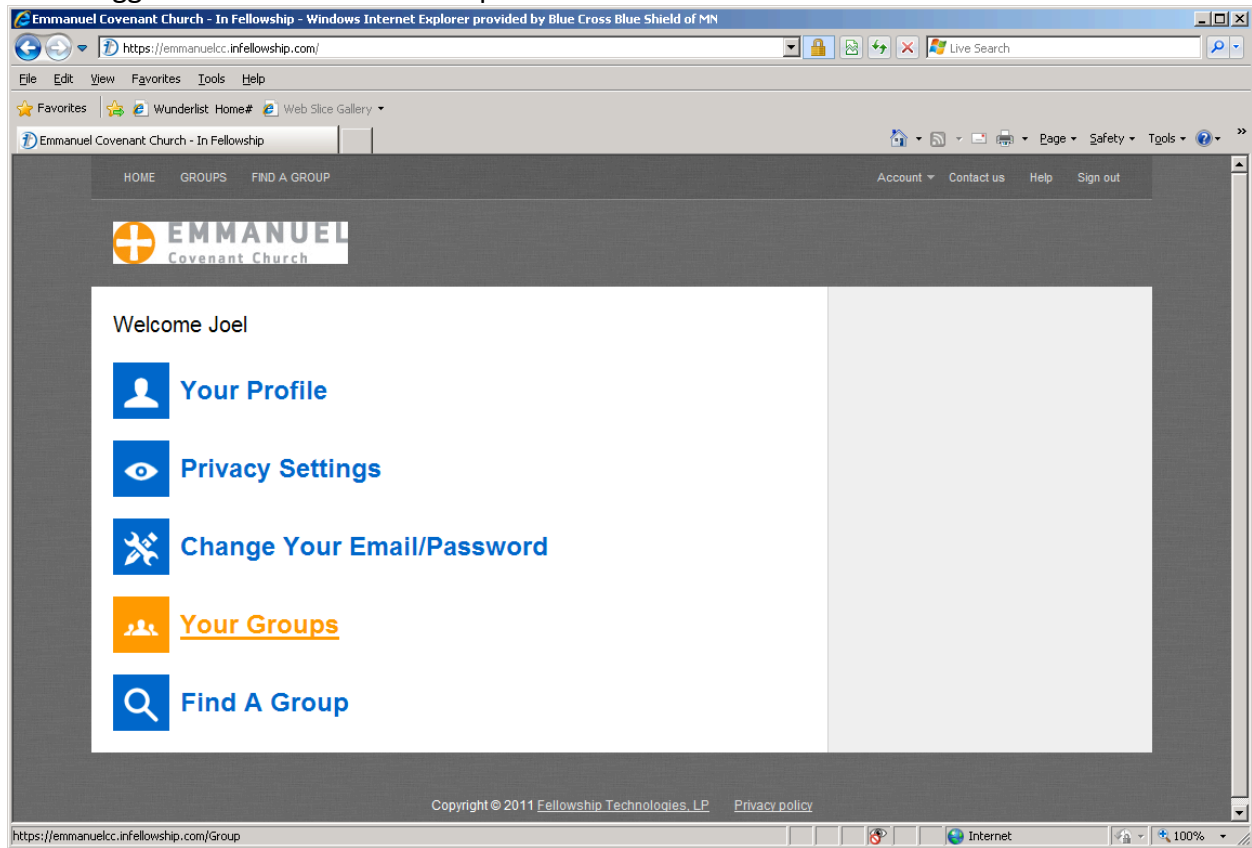 Emmanuel Covenant Church - In Fellowship - Windows Internet Explorer provided by Blue Cross Blue Shield of MN
https://emmanuelcc.infellowship.com/
Live Search
File Edit View Favorites Tools Help
Favorites Wunderlist Home# Web Slice Gallery
Emmanuel Covenant Church - In Fellowship
Page Safety Tools »
HOME GROUPS FIND A GROUP Account Contact us Help Sign out
EMMANUEL
Covenant Church
Welcome Joel
Your Profile
Privacy Settings
Change Your Email/Password
Your Groups
Find A Group
Copyright © 2011 Fellowship Technologies, LP Privacy policy
https://emmanuelcc.infellowship.com/Group Internet 100%